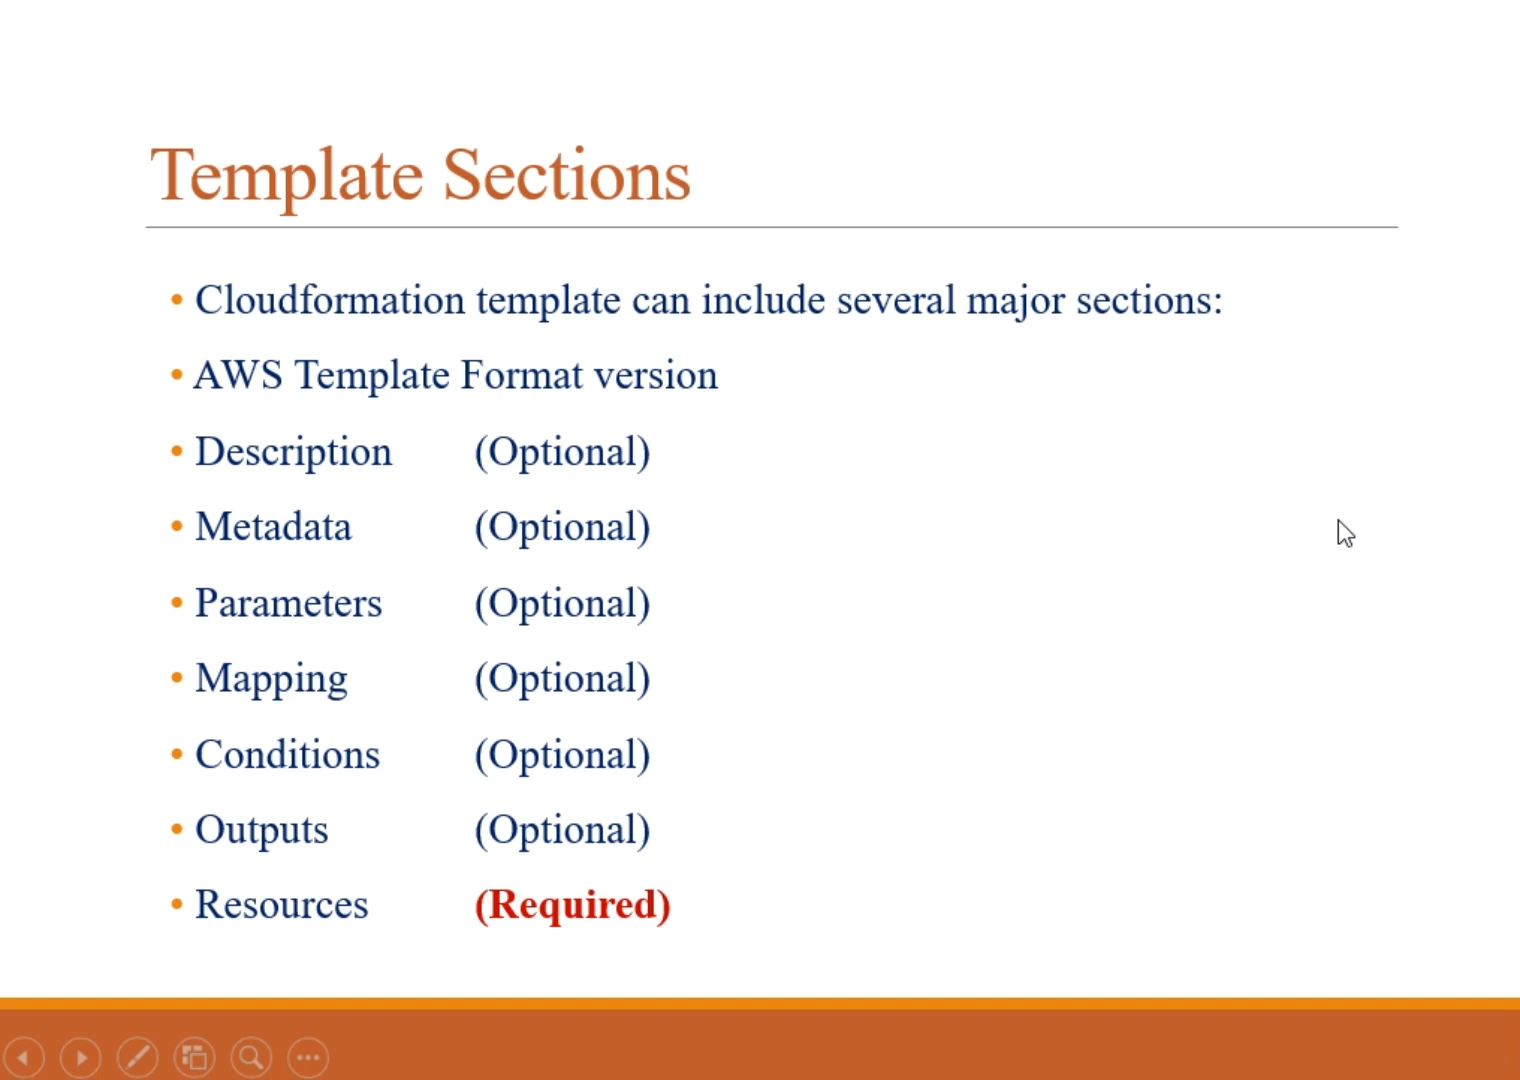 Template Sections
• Cloudformation template can include several major sections:
• AWS Template Format version
• Description (Optional)
• Metadata (Optional)
• Parameters (Optional)
• Mapping (Optional)
• Conditions (Optional)
• Outputs (Optional)
• Resources (Required)